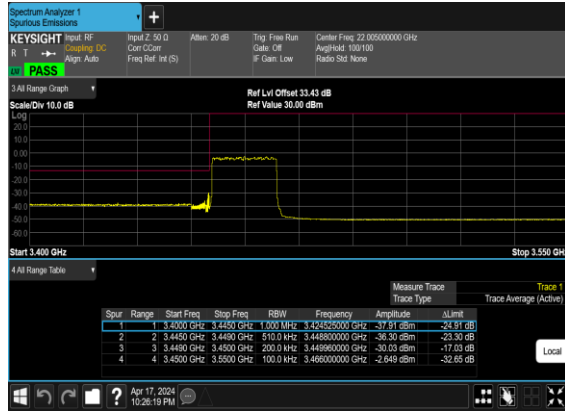 Spectrum Analyzer 1
Spurious Emissions
KEYSIGHT Input: RF Input Z: 50 Ω Atten: 20 dB Trig: Free Run Center Freq: 22.005000000 GHz
R T Coupling: DC Corr CCorr Gate: Off Avg|Hold: 100/100
Align: Auto Freq Ref: Int (S) IF Gain: Low Radio Std: None
PASS
3 All Range Graph
Ref Lvl Offset 33.43 dB
Scale/Div 10.0 dB Ref Value 30.00 dBm
Log
20.0
10.0
0.00
-10.0
-20.0
-30.0
-40.0
-50.0
-60.0
Start 3.400 GHz Stop 3.550 GH
4 All Range Table
Measure Trace Trace 1
Trace Type Trace Average (Active)
Spur Range Start Freq Stop Freq RBW Frequency Amplitude ΔLimit
1 1 3.4000 GHz 3.4450 GHz 1.000 MHz 3.424525000 GHz -37.91 dBm -24.91 dB
2 2 3.4450 GHz 3.4490 GHz 510.0 kHz 3.448800000 GHz -36.30 dBm -23.30 dB
3 3 3.4490 GHz 3.4500 GHz 200.0 kHz 3.449960000 GHz -30.03 dBm -17.03 dB
4 4 3.4500 GHz 3.5500 GHz 100.0 kHz 3.466000000 GHz -2.649 dBm -32.65 dB
Local
Apr 17, 2024
10:26:19 PM